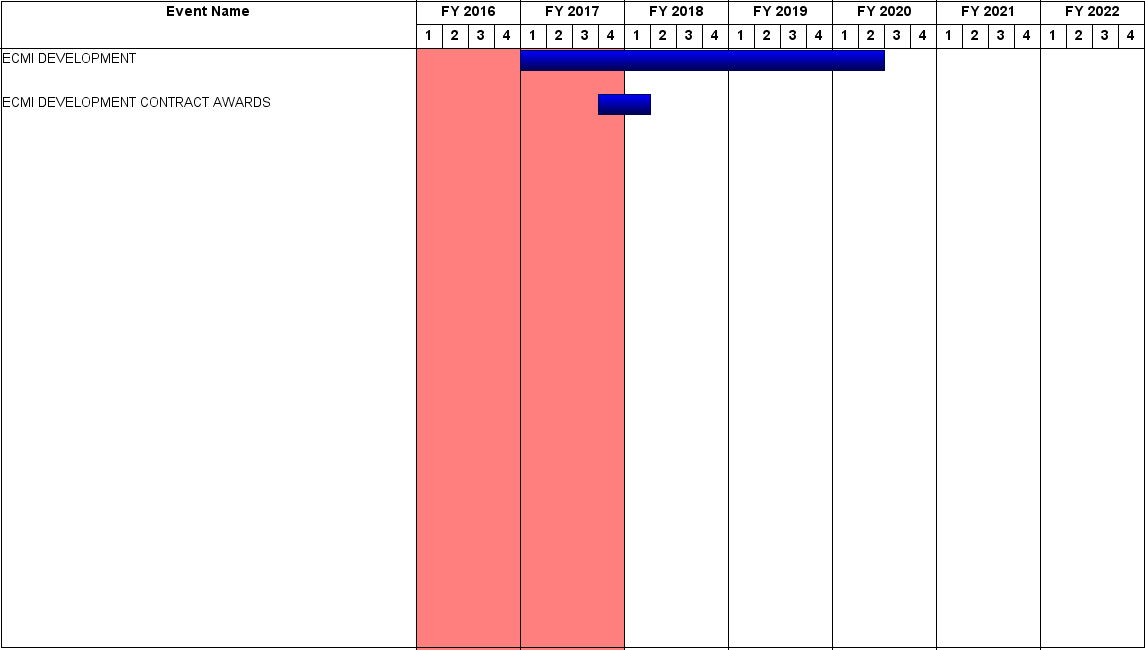 Event Name FY 2016 FY 2017 FY 2018 FY 2019 FY 2020 FY 2021 FY 2022
1 2 3 4 1 2 3 4 1 2 3 4 1 2 3 4 1 2 3 4 1 2 3 4 1 2 3 4
ECMI DEVELOPMENT
ECMI DEVELOPMENT CONTRACT AWARDS